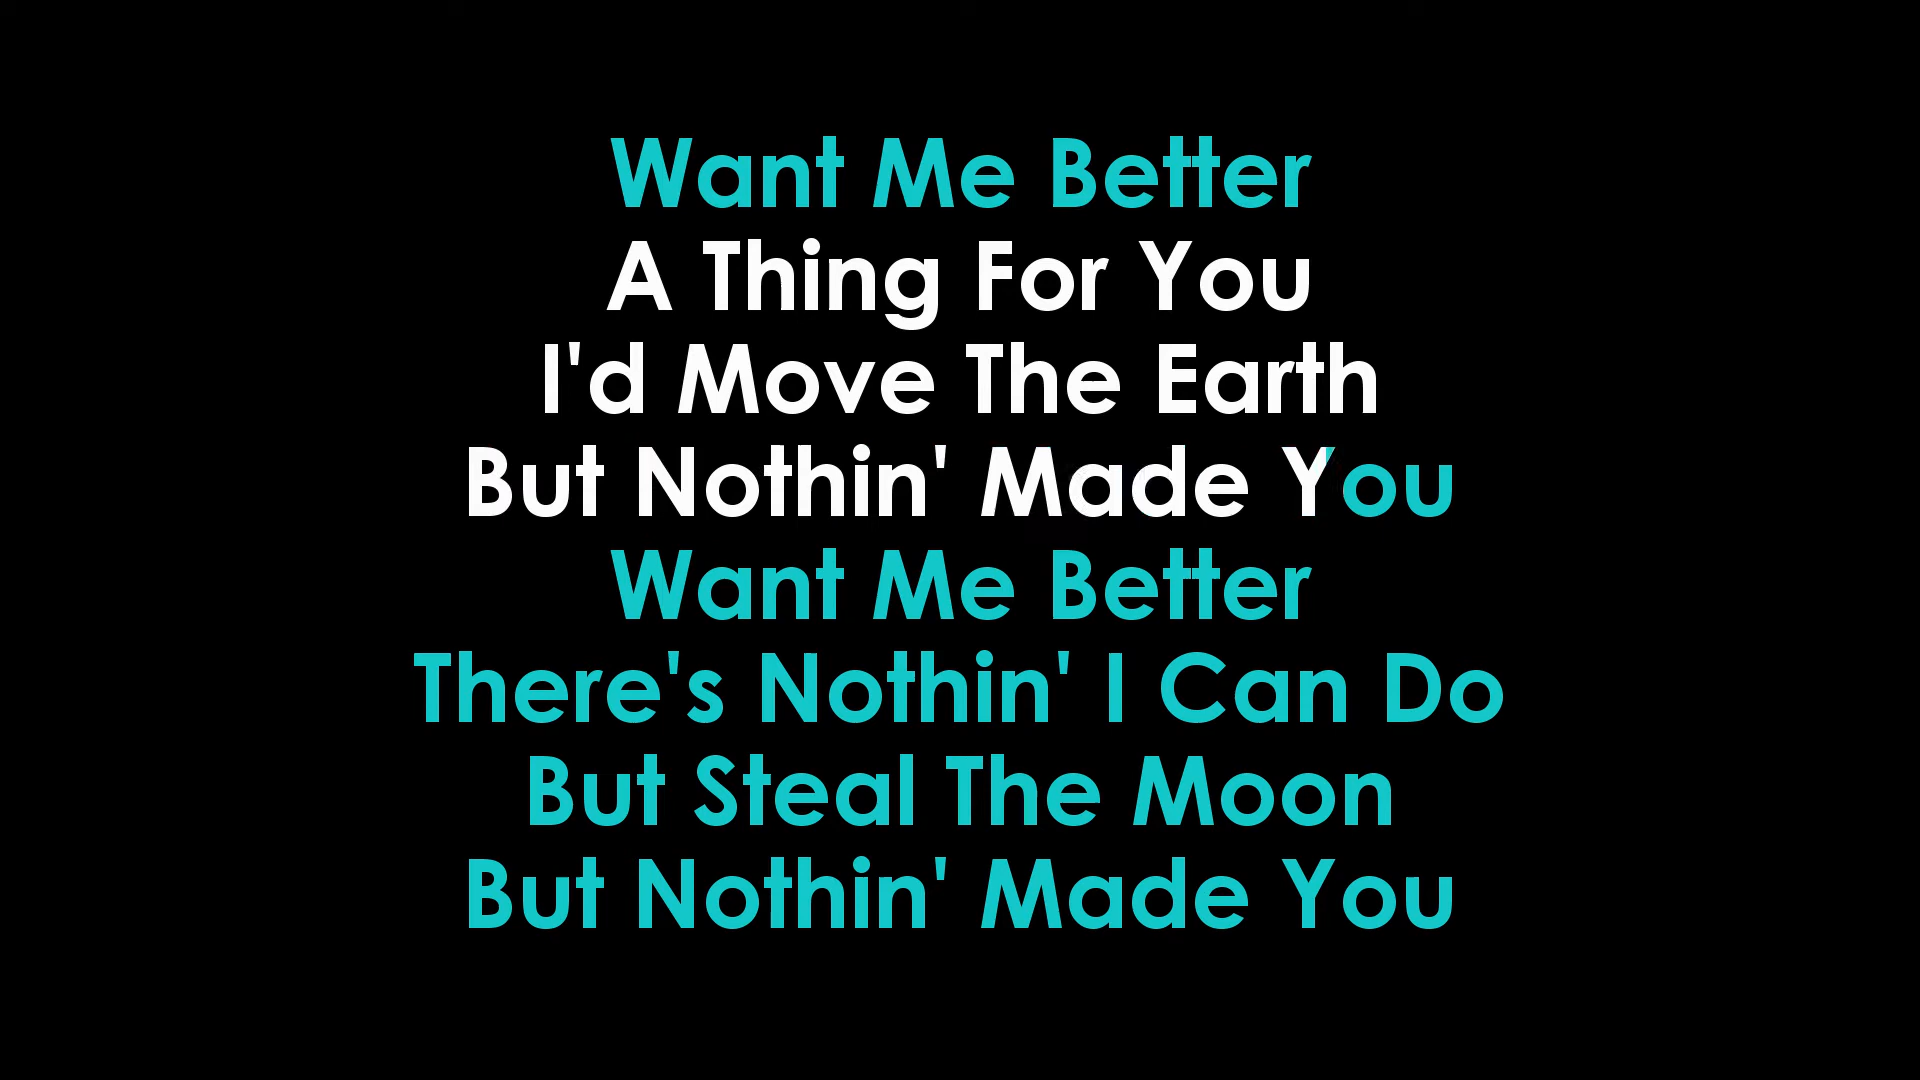 Want Me Better
A Thing For You
I'd Move The Earth
But Nothin' Made You
Want Me Better
There's Nothin' I Can Do
But Steal The Moon
But Nothin' Made You